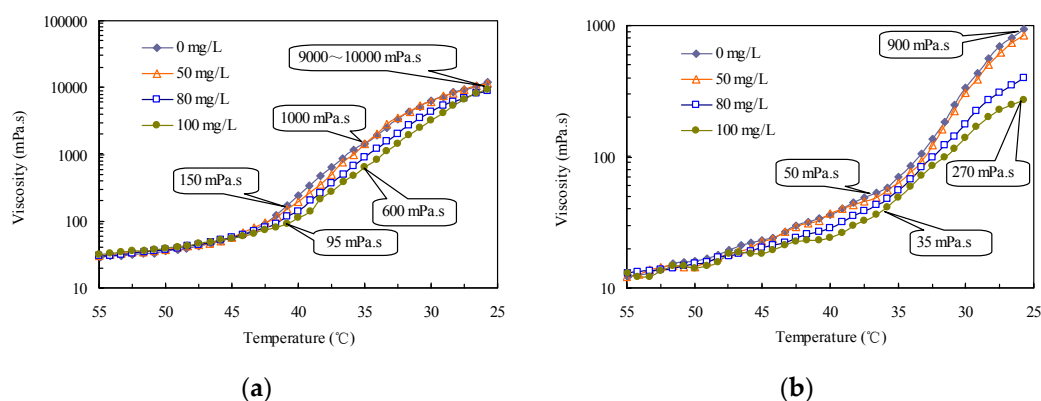 100000
10000
1000
100
10
Viscosity (mPa.s)
0 mg/L
50 mg/L
80 mg/L
100 mg/L
9000～10000 mPa.s
1000 mPa.s
150 mPa.s
600 mPa.s
95 mPa.s
55 50 45 40 35 30 25
Temperature (℃)
(a)
1000
100
10
Viscosity (mPa.s)
0 mg/L
50 mg/L
80 mg/L
100 mg/L
900 mPa.s
50 mPa.s
270 mPa.s
35 mPa.s
55 50 45 40 35 30 25
Temperature (℃)
(b)